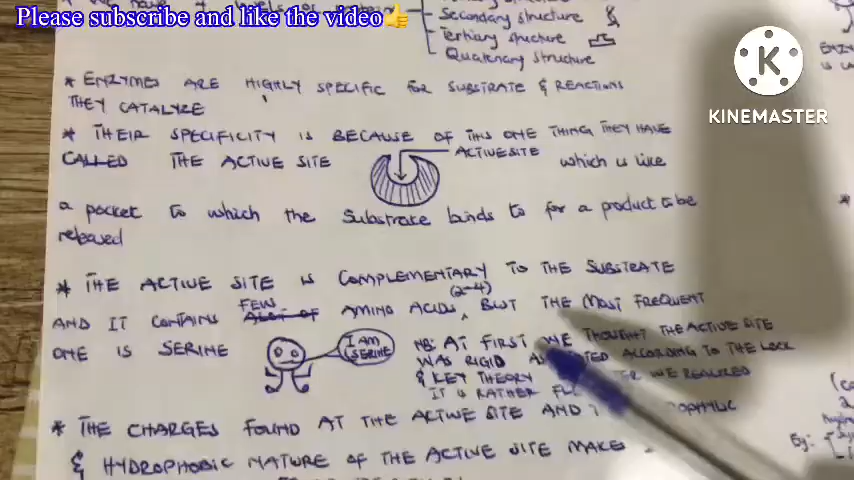 Please subscribe and like the video👍
Secondary structure
Tertiary structure
Quaternary structure
* ENZYMES ARE HIGHLY SPECIFIC FOR SUBSTRATE & REACTIONS
THEY CATALYZE
* THEIR SPECIFICITY IS BECAUSE OF THIS ONE THING THEY HAVE
CALLED THE ACTIVE SITE
ACTIVE SITE
which is like
a pocket to which the substrate binds to for a product to be
released
* THE ACTIVE SITE IS COMPLEMENTARY TO THE SUBSTRATE
AND IT CONTAINS FEW AMINO ACIDS (2-4), BUT THE MOST FREQUENT
ONE IS SERINE
I AM SERINE
NB: AT FIRST WE THOUGHT THE ACTIVE SITE
WAS RIGID ACCORDING TO THE LOCK
& KEY THEORY WE REALIZED
IT IS RATHER
* THE CHARGES FOUND AT THE ACTIVE SITE AND
& HYDROPHOBIC NATURE OF THE ACTIVE SITE MAKE
Eg:
KINEMASTER